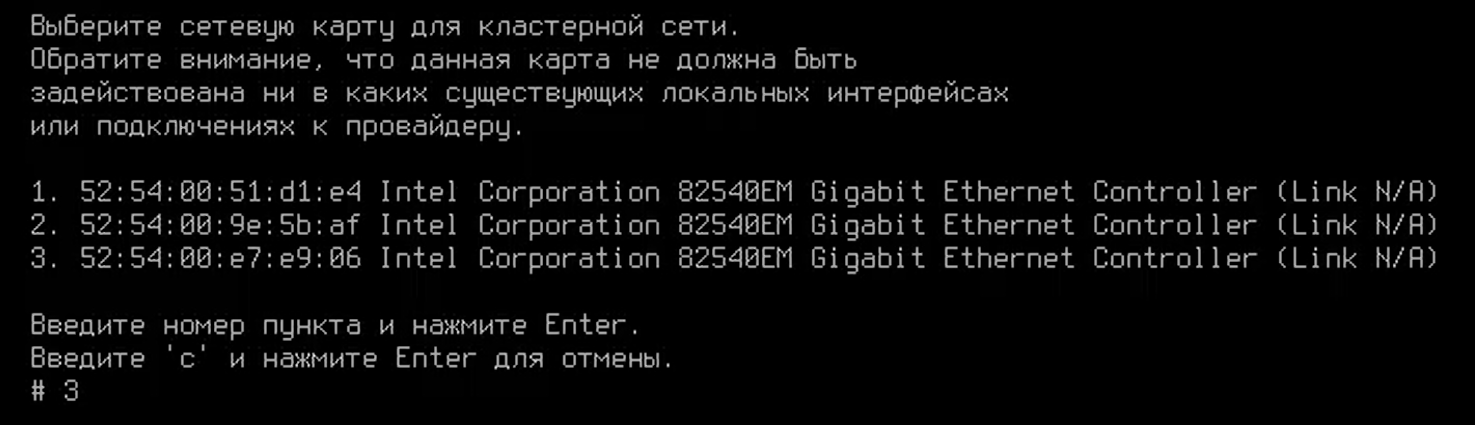 Выберите сетевую карту для кластерной сети.
Обратите внимание, что данная карта не должна быть
задействована ни в каких существующих локальных интерфейсах
или подключениях к провайдеру.
1. 52:54:00:51:d1:e4 Intel Corporation 82540EM Gigabit Ethernet Controller (Link N/A)
2. 52:54:00:9e:5b:af Intel Corporation 82540EM Gigabit Ethernet Controller (Link N/A)
3. 52:54:00:e7:e9:06 Intel Corporation 82540EM Gigabit Ethernet Controller (Link N/A)
Введите номер пункта и нажмите Enter.
Введите 'c' и нажмите Enter для отмены.
# 3